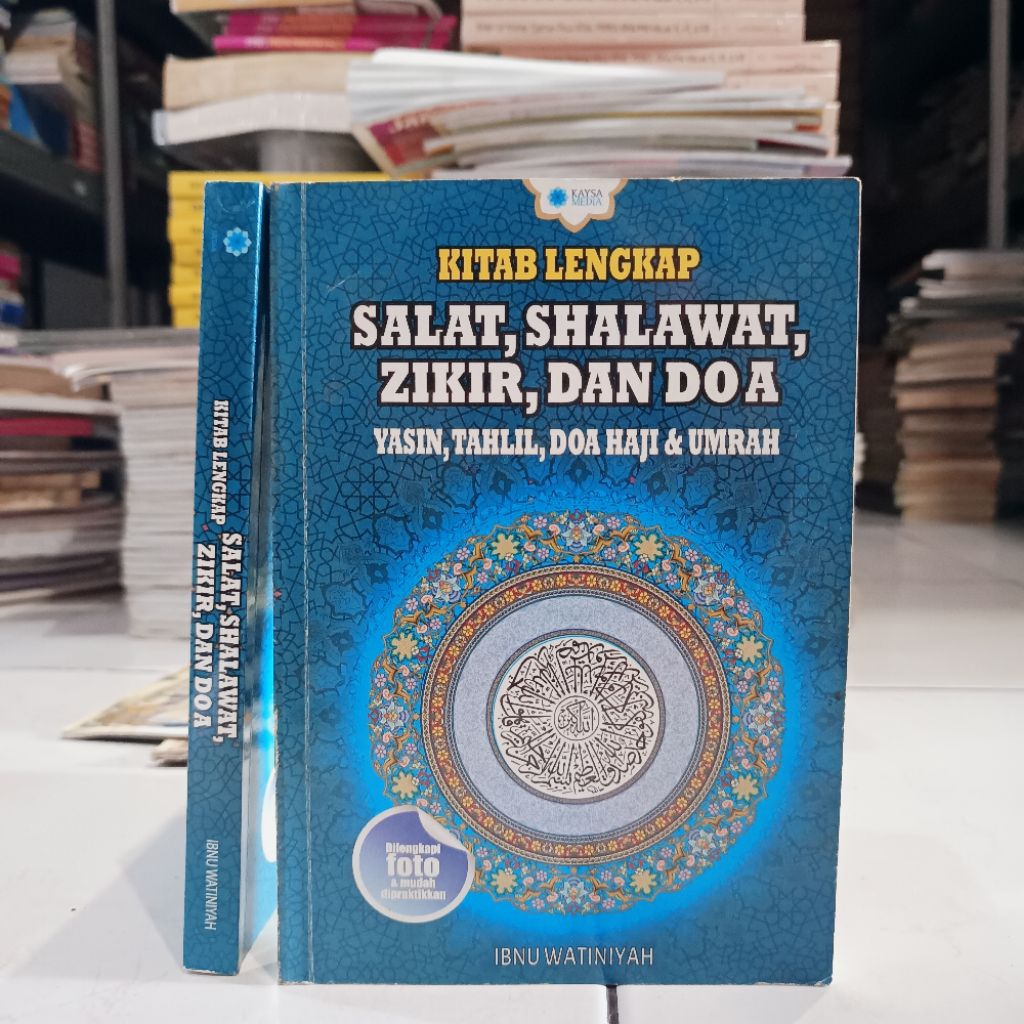 KAYSA
MEDIA
KITAB LENGKAP
SALAT, SHALAWAT,
ZIKIR, DAN DOA
YASIN, TAHLIL, DOA HAJI & UMRAH
Dilengkapi
foto
& mudah
dipraktikkan
IBNU WATINIYAH
KITAB LENGKAP
SALAT, SHALAWAT,
ZIKIR, DAN DOA
IBNU WATINIYAH